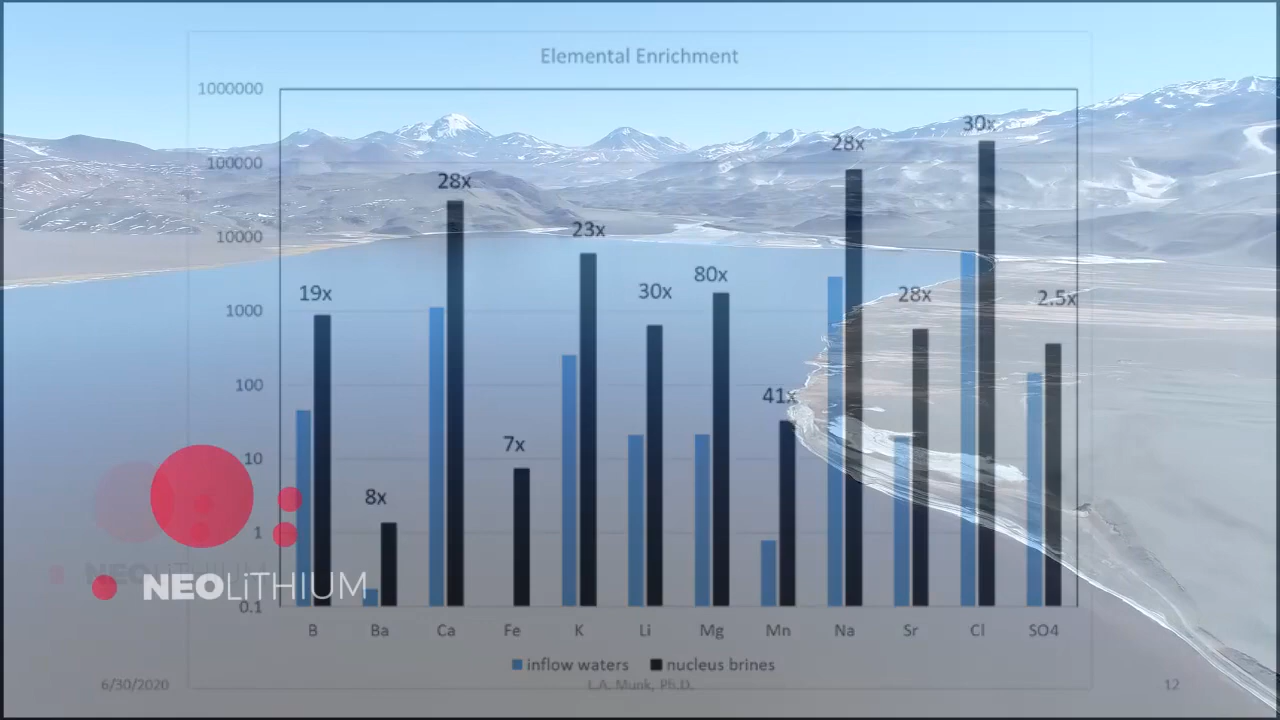 Elemental Enrichment
1000000
100000
10000
1000
100
10
1
0.1
19x
8x
28x
7x
23x
30x
80x
41x
28x
28x
30x
2.5x
B Ba Ca Fe K Li Mg Mn Na Sr Cl SO4
inflow waters nucleus brines
NEOLiTHIUM
NEOLiTHIUM
6/30/2020 L.A. Munk, Ph.D. 12